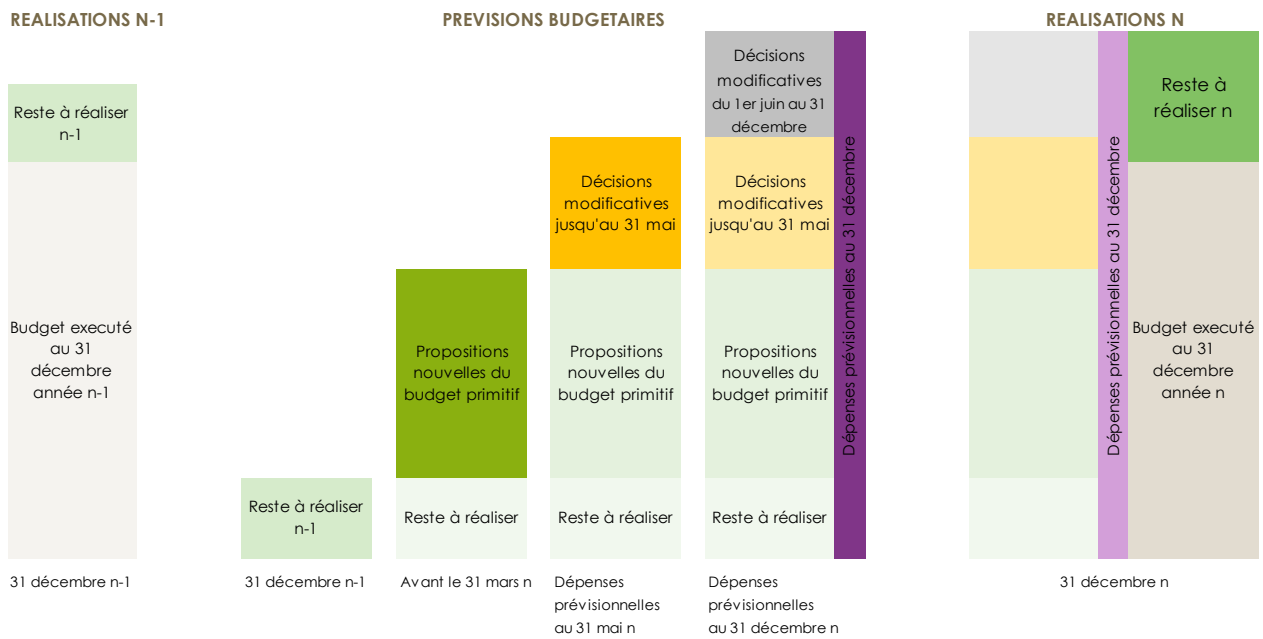 REALISATIONS N-1
PREVISIONS BUDGETAIRES
REALISATIONS N
Reste à réaliser
n-1
Budget executé
au 31
décembre
année n-1
31 décembre n-1
Reste à réaliser
n-1
31 décembre n-1
Propositions
nouvelles du
budget primitif
Reste à réaliser
Avant le 31 mars n
Décisions
modificatives
jusqu'au 31 mai
Propositions
nouvelles du
budget primitif
Reste à réaliser
Dépenses
prévisionnelles
au 31 mai n
Décisions
modificatives
du 1er juin au 31
décembre
Décisions
modificatives
jusqu'au 31 mai
Propositions
nouvelles du
budget primitif
Reste à réaliser
Dépenses prévisionnelles au 31 décembre
Dépenses
prévisionnelles
au 31 décembre n
Dépenses prévisionnelles au 31 décembre
Reste à
réaliser n
Budget executé
au 31
décembre
année n
31 décembre n